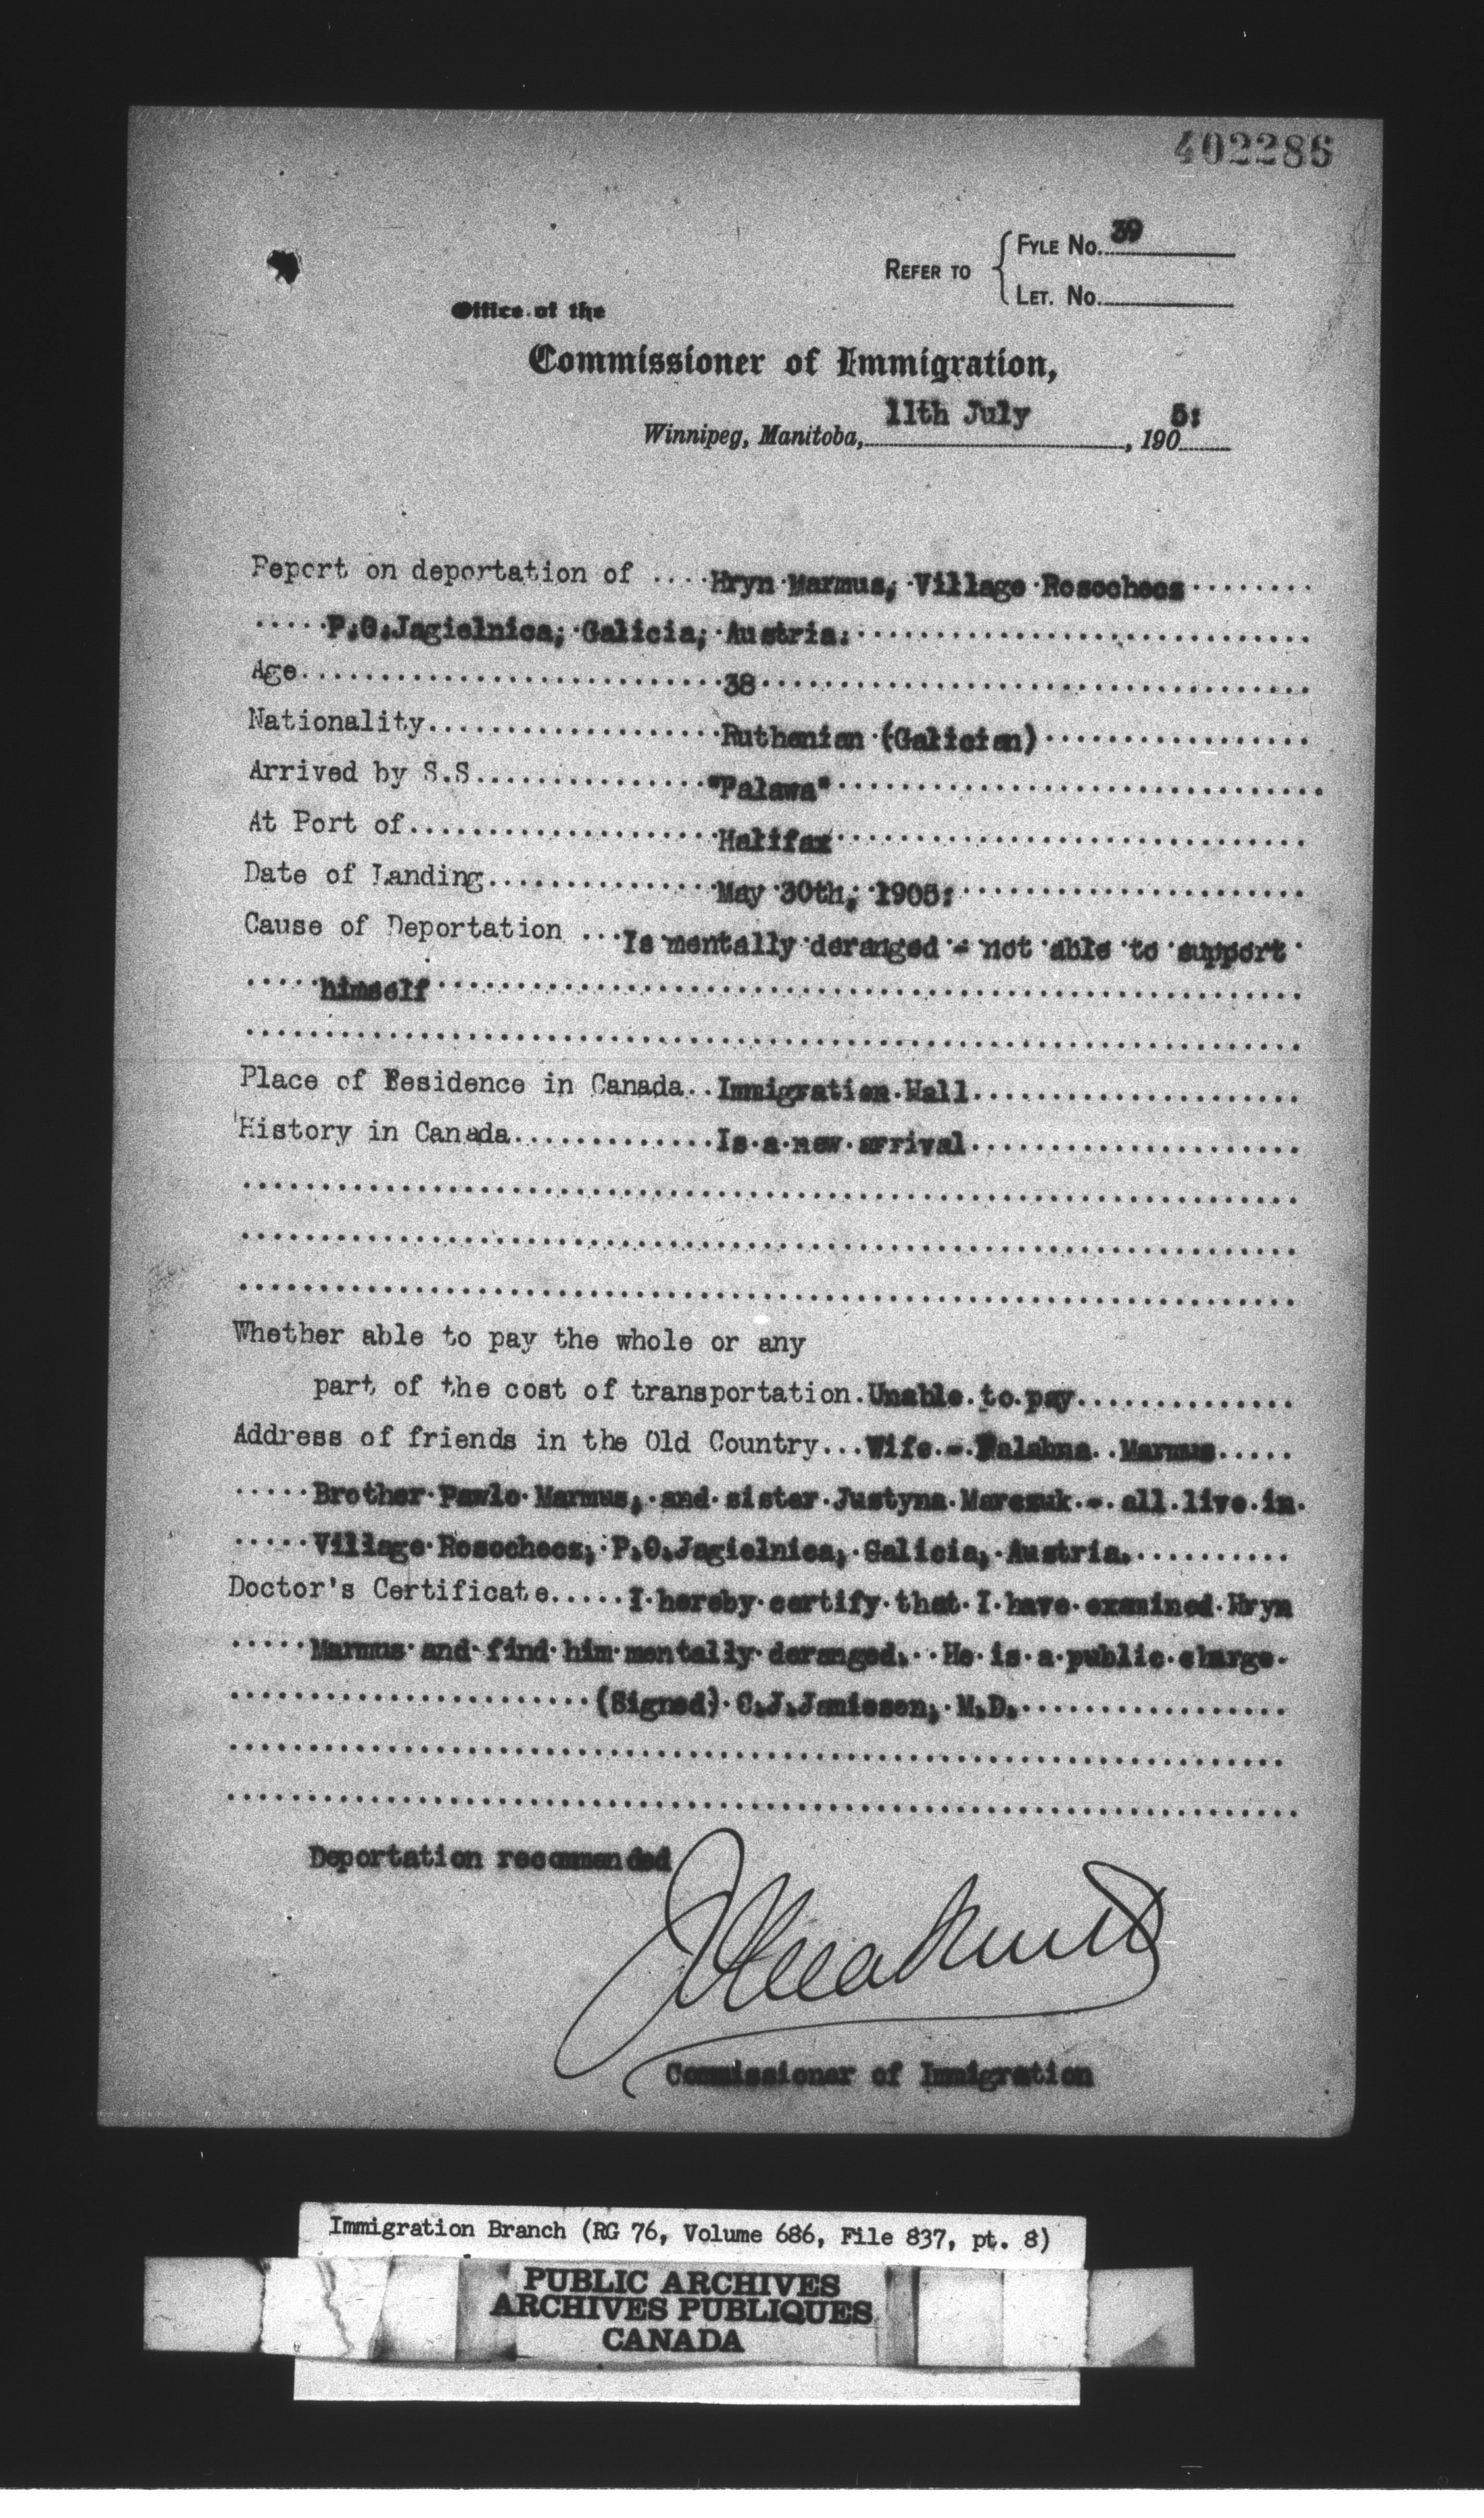 402286
REFER TO { FYLE No. 39
LET. No.
Office of the
Commissioner of Immigration,
Winnipeg, Manitoba, 11th July, 1905:
Report on deportation of .... Hryn Marmus, Village Rosochecz
P.O.Jagielnica, Galicia, Austria.
Age 38
Nationality Ruthenian (Galician)
Arrived by S.S. "Palawa"
At Port of Halifax
Date of Landing May 30th, 1905:
Cause of Deportation ... Is mentally deranged - not able to support
himself
Place of Residence in Canada.. Immigration Hall
History in Canada Is a new arrival
Whether able to pay the whole or any
part of the cost of transportation. Unable to pay
Address of friends in the Old Country... Wife - Palahna Marmus
Brother Pawlo Marmus, and sister Justyna Marczuk - all live in
Village Rosochecz, P.O.Jagielnica, Galicia, Austria.
Doctor's Certificate..... I hereby certify that I have examined Hryn
Marmus and find him mentally deranged. He is a public charge
(Signed) C.J.Jamieson, M.D.
Deportation recommended
Commissioner of Immigration
Immigration Branch (RG 76, Volume 686, File 837, pt. 8)
PUBLIC ARCHIVES
ARCHIVES PUBLIQUES
CANADA